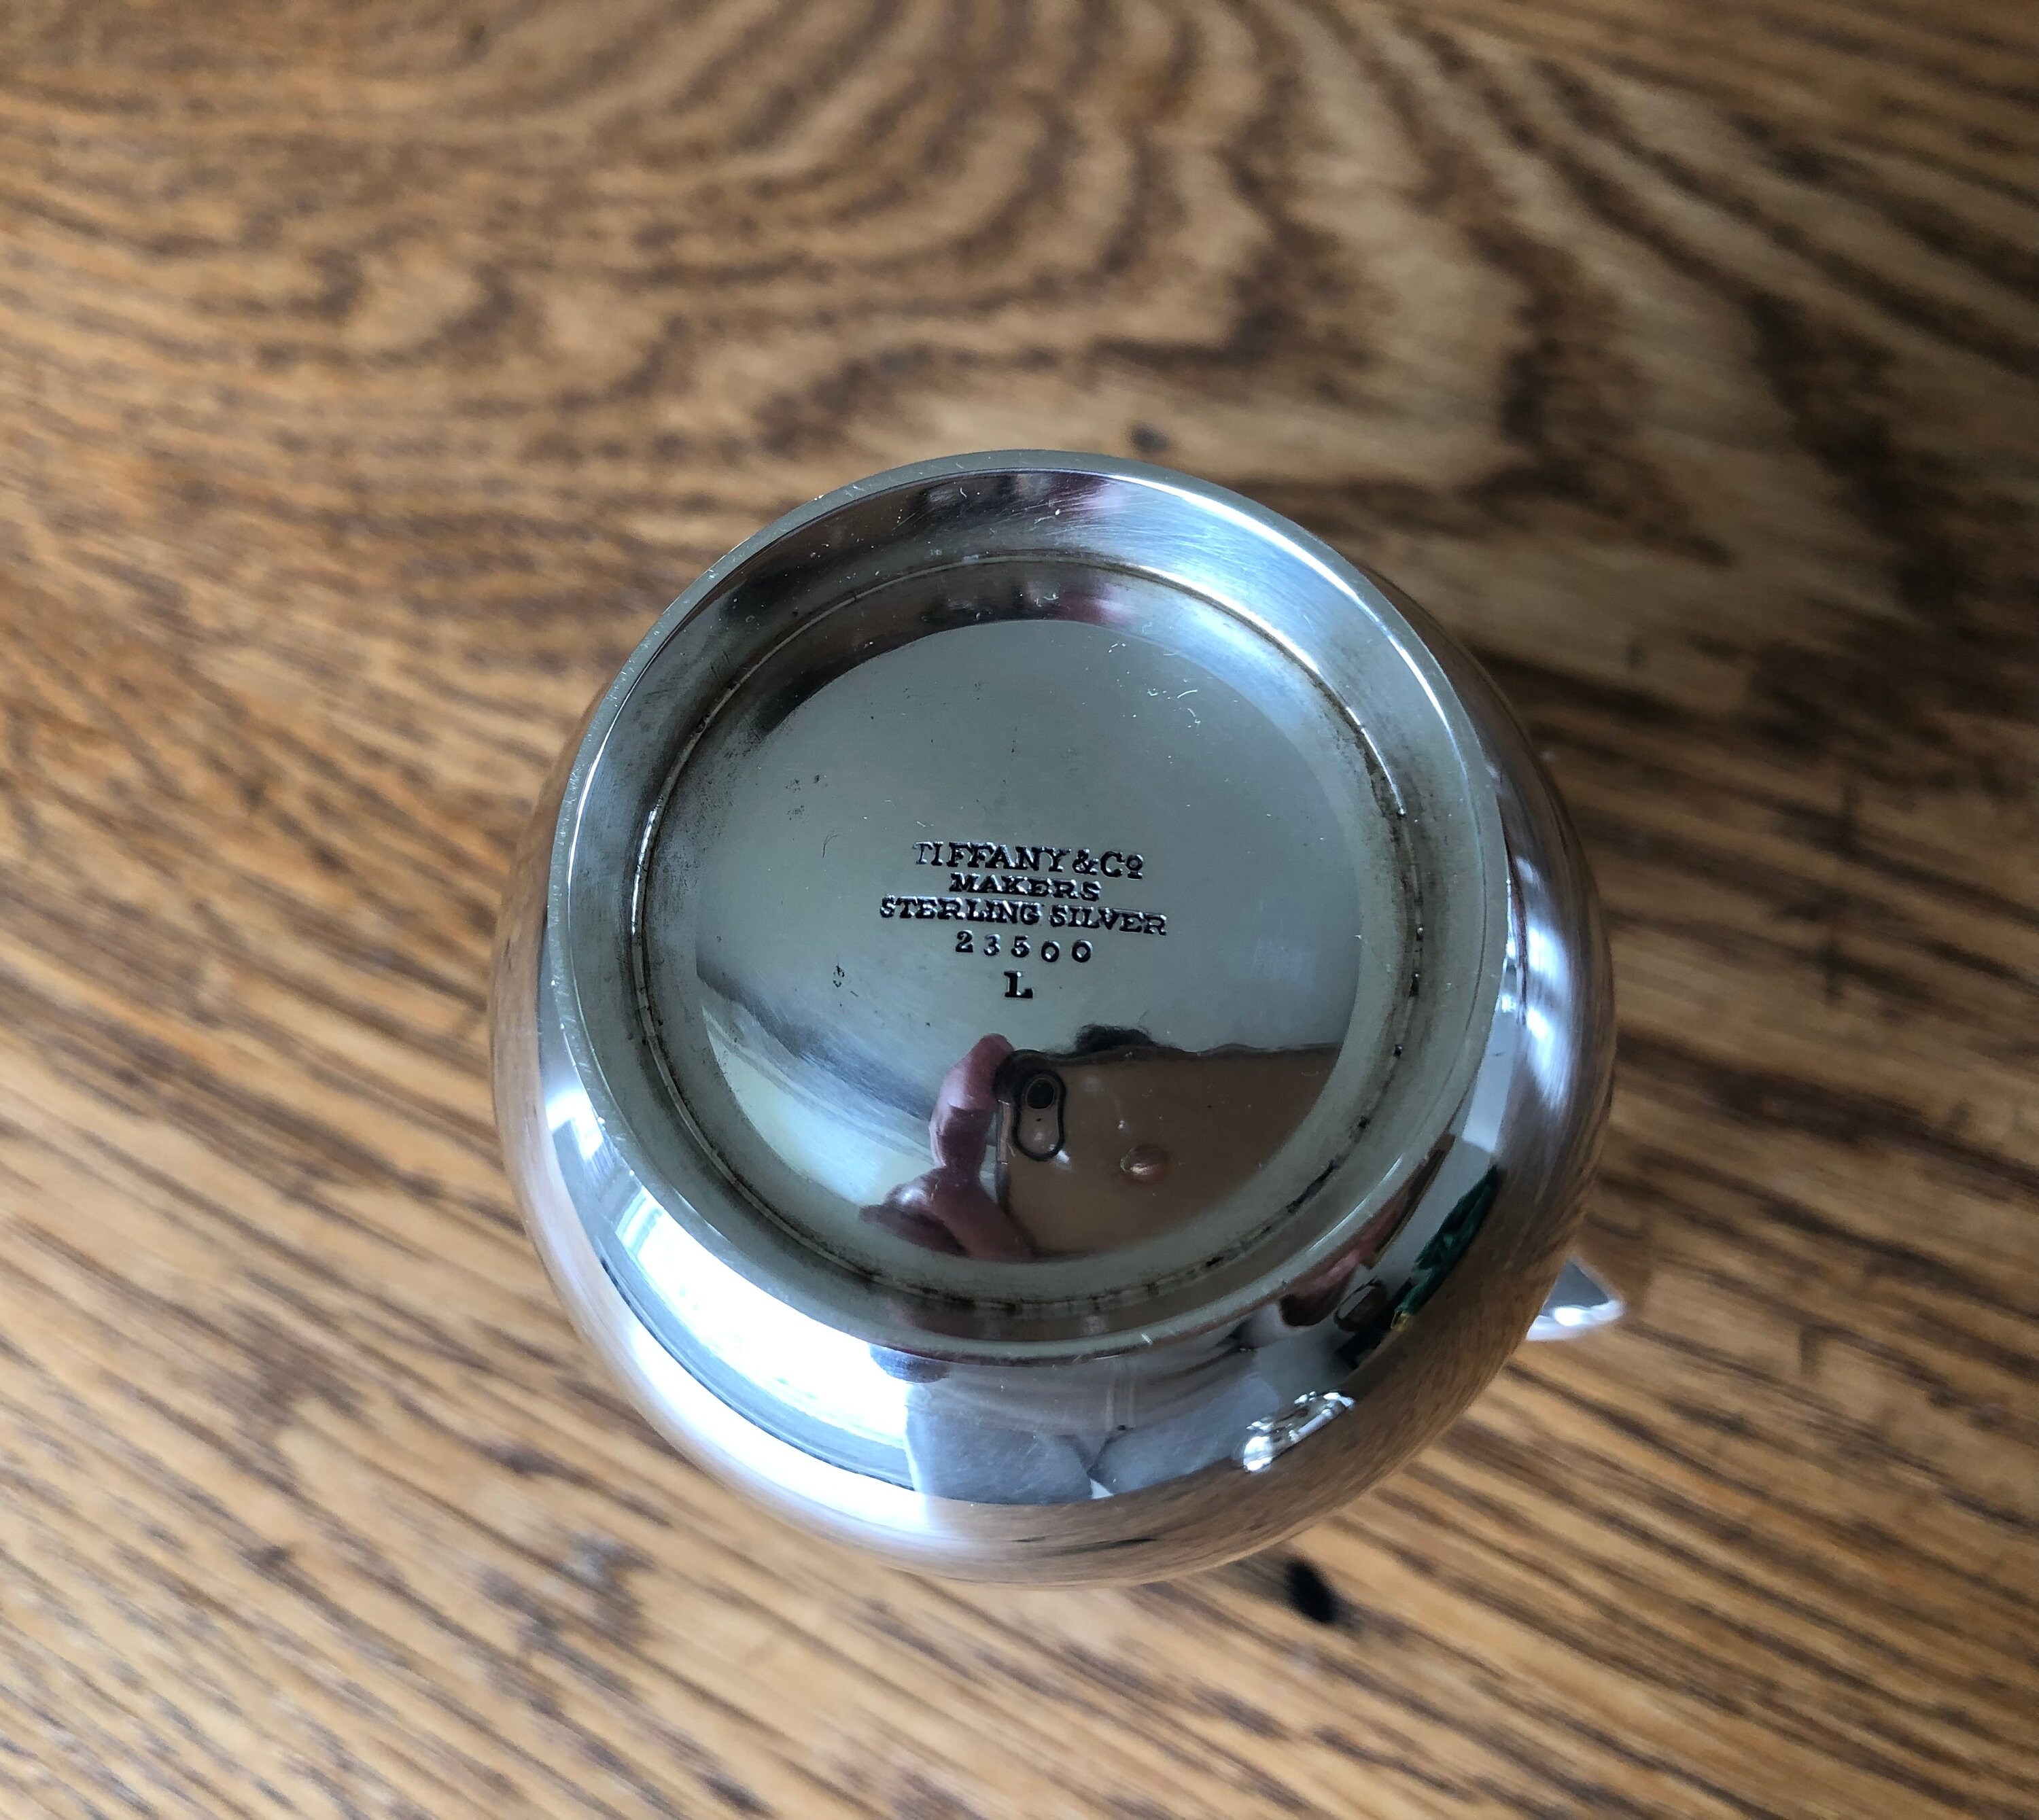 TIFFANY & Cº
MAKERS
STERLING SILVER
23500
L